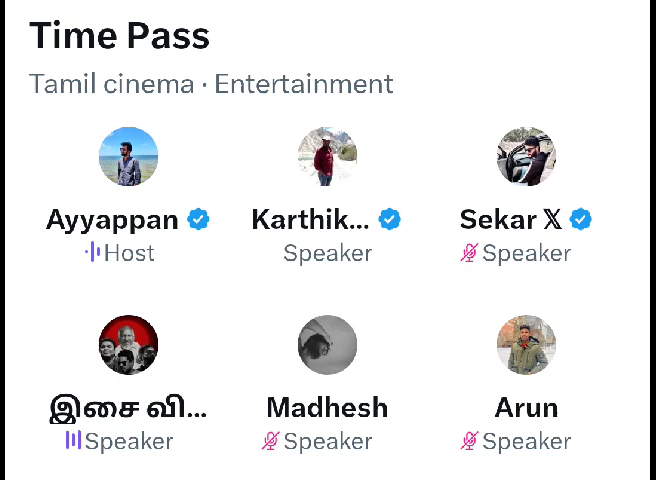 Time Pass
Tamil cinema · Entertainment
Ayyappan
Karthik...
Sekar 𝕏
Host
Speaker
Speaker
இசை வி...
Madhesh
Arun
Speaker
Speaker
Speaker